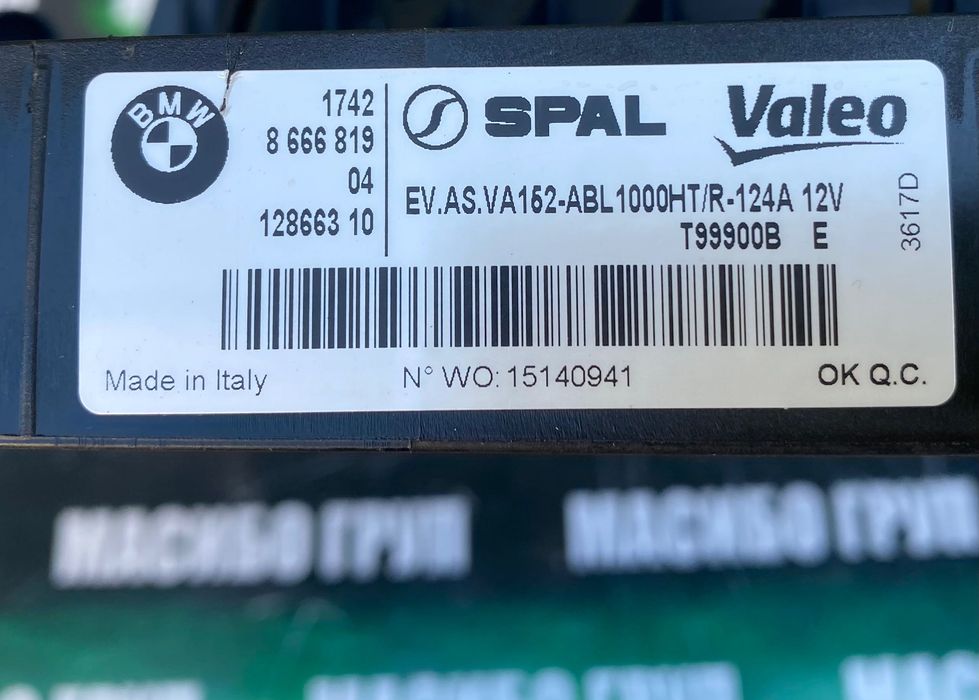 BMW
1742
8 666 819
04
128663 10
SPAL
Valeo
EV.AS.VA152-ABL1000HT/R-124A 12V
T99900B E
3617D
Made in Italy
N° WO: 15140941
OK Q.C.
МАСИБО ГРУП МАСИБО ГРУП